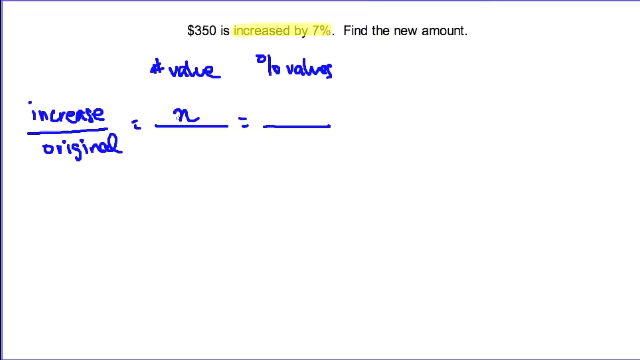 $350 is increased by 7%. Find the new amount.
# value % values
increase = n =
original